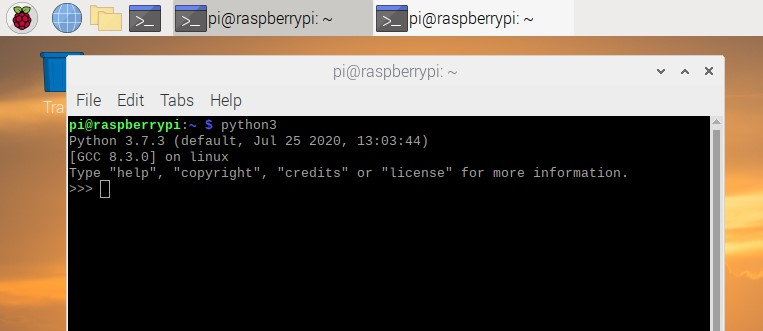 pi@raspberrypi: ~ pi@raspberrypi: ~
pi@raspberrypi: ~
Tra
File Edit Tabs Help
pi@raspberrypi:~ $ python3
Python 3.7.3 (default, Jul 25 2020, 13:03:44)
[GCC 8.3.0] on linux
Type "help", "copyright", "credits" or "license" for more information.
>>>